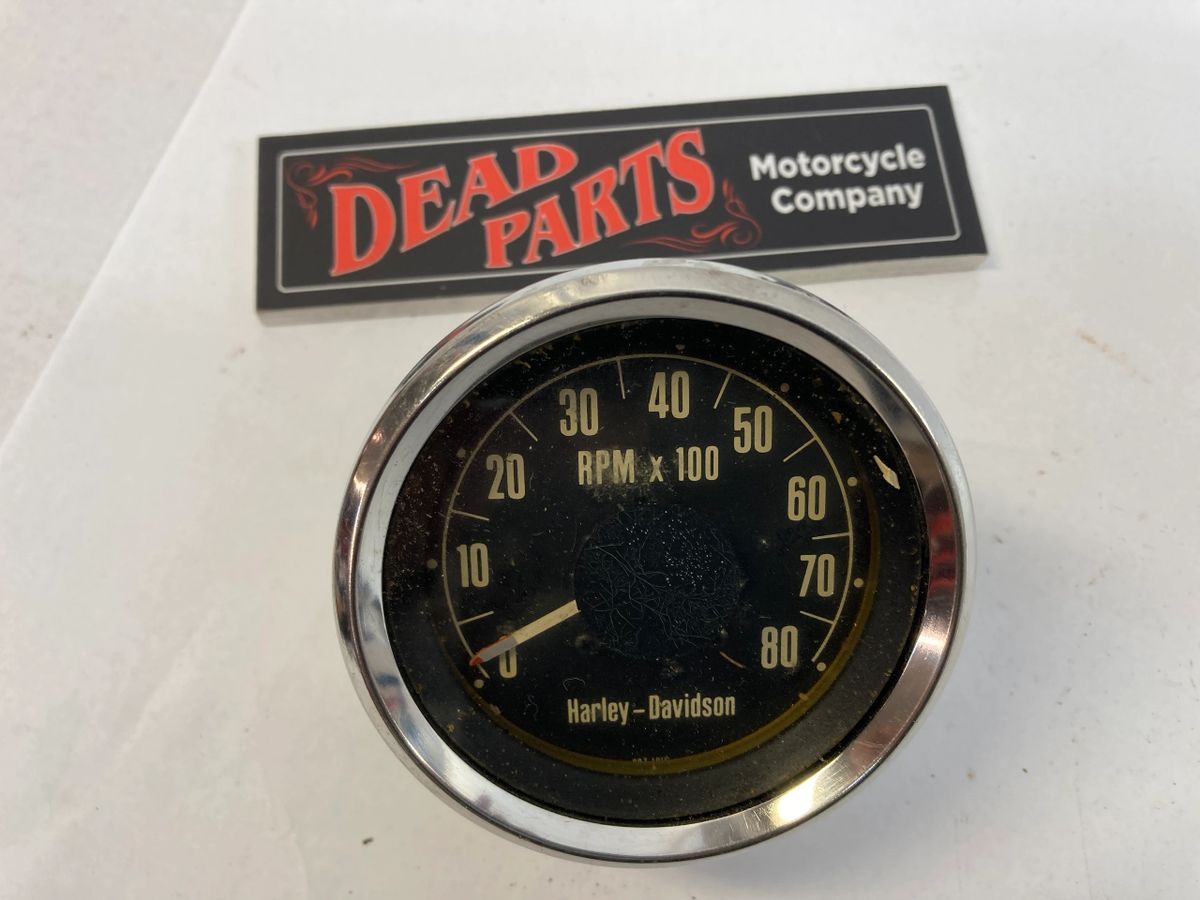 DEAD PARTS
Motorcycle
Company
0 10 20 30 40 50 60 70 80
RPM x 100
Harley-Davidson